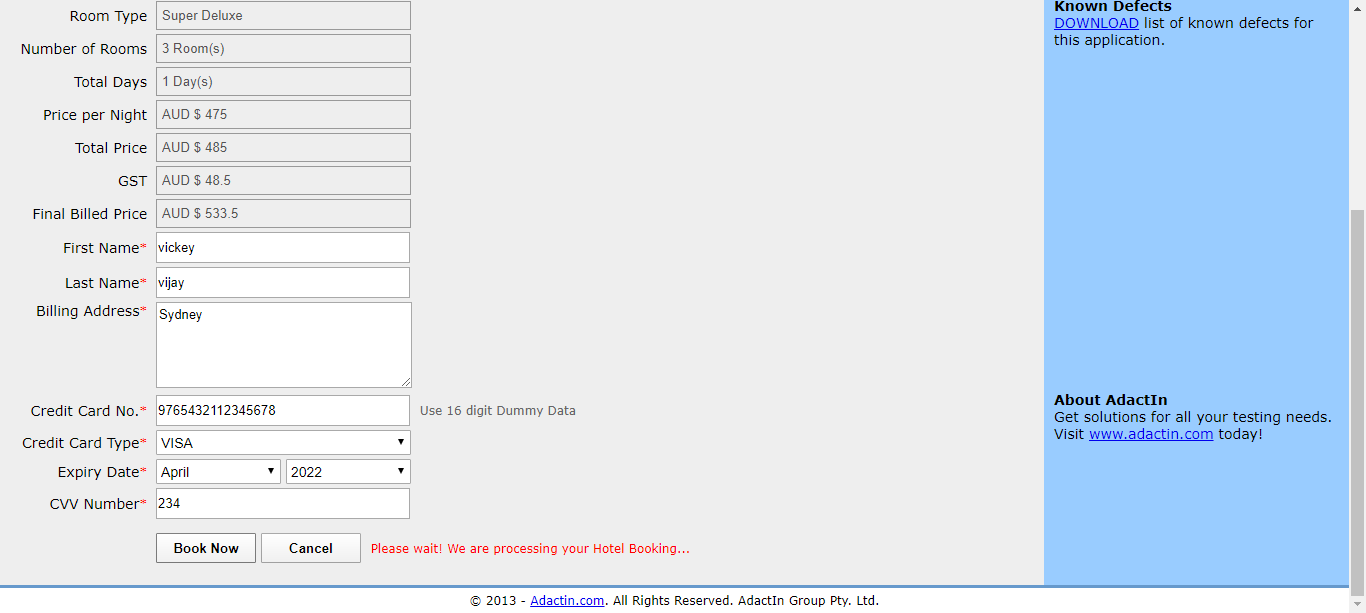 Room Type Super Deluxe
Number of Rooms 3 Room(s)
Total Days 1 Day(s)
Price per Night AUD $ 475
Total Price AUD $ 485
GST AUD $ 48.5
Final Billed Price AUD $ 533.5
First Name* vickey
Last Name* vijay
Billing Address* Sydney
Credit Card No.* 9765432112345678 Use 16 digit Dummy Data
Credit Card Type* VISA
Expiry Date* April 2022
CVV Number* 234
Book Now Cancel Please wait! We are processing your Hotel Booking...
Known Defects
DOWNLOAD list of known defects for
this application.
About AdactIn
Get solutions for all your testing needs.
Visit www.adactin.com today!
© 2013 - Adactin.com. All Rights Reserved. AdactIn Group Pty. Ltd.